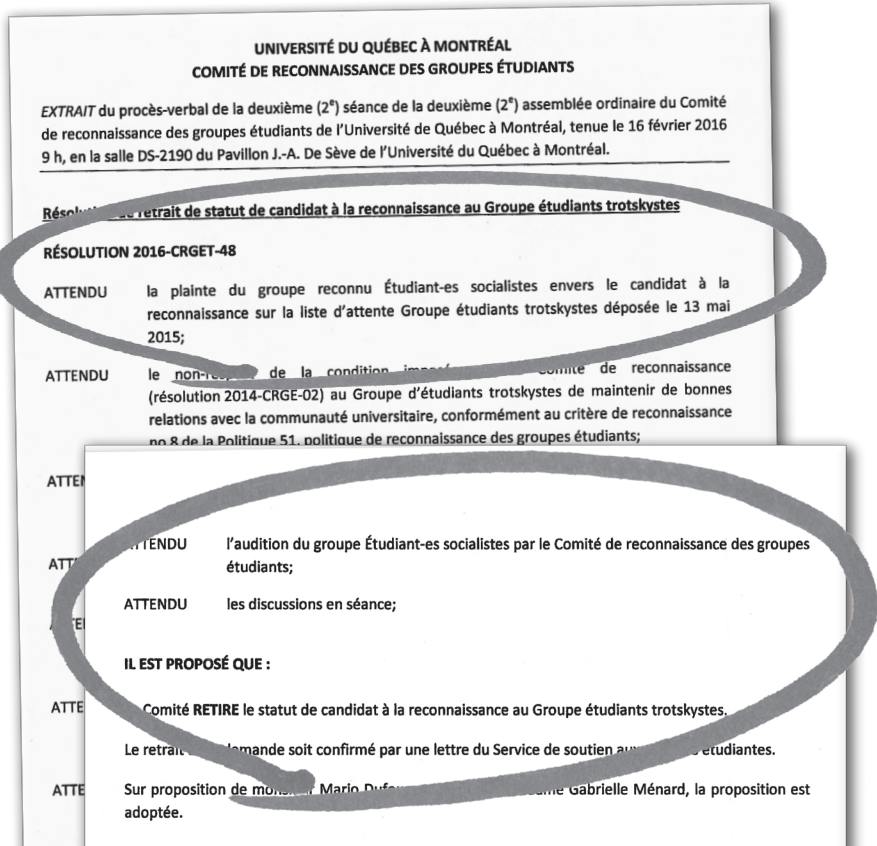 UNIVERSITÉ DU QUÉBEC À MONTRÉAL
COMITÉ DE RECONNAISSANCE DES GROUPES ÉTUDIANTS
EXTRAIT du procès-verbal de la deuxième (2e) séance de la deuxième (2e) assemblée ordinaire du Comité
de reconnaissance des groupes étudiants de l'Université de Québec à Montréal, tenue le 16 février 2016
9 h, en la salle DS-2190 du Pavillon J.-A. De Sève de l'Université du Québec à Montréal.
retrait de statut de candidat à la reconnaissance au Groupe étudiants trotskystes
RÉSOLUTION 2016-CRGET-48
ATTENDU la plainte du groupe reconnu Étudiant-es socialistes envers le candidat à la
reconnaissance sur la liste d'attente Groupe étudiants trotskystes déposée le 13 mai
2015;
ATTENDU le de la condition de reconnaissance
(résolution 2014-CRGE-02) au Groupe d'étudiants trotskystes de maintenir de bonnes
relations avec la communauté universitaire, conformément au critère de reconnaissance
no 8 de la Politique 51, politique de reconnaissance des groupes étudiants;
ATTENDU l'audition du groupe Étudiant-es socialistes par le Comité de reconnaissance des groupes
étudiants;
ATTENDU les discussions en séance;
IL EST PROPOSÉ QUE :
Comité RETIRE le statut de candidat à la reconnaissance au Groupe étudiants trotskystes.
Le retrait soit confirmé par une lettre du Service de soutien étudiantes.
Sur proposition de Mario Gabrielle Ménard, la proposition est
adoptée.